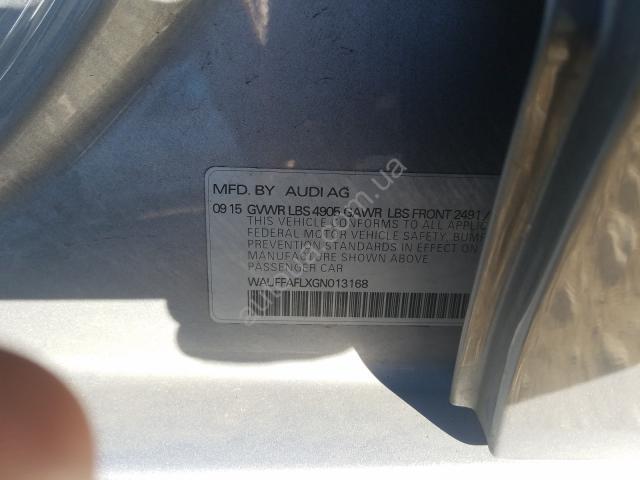 MFD. BY AUDI AG
09 15 GVWR LBS 4905 GAWR LBS FRONT 2491
THIS VEHICLE CONFORMS TO ALL APPLIC
FEDERAL MOTOR VEHICLE SAFETY, BUMP
PREVENTION STANDARDS IN EFFECT ON
MANUFACTURE SHOWN ABOVE
PASSENGER CAR
WAUFFAFLXGN013168